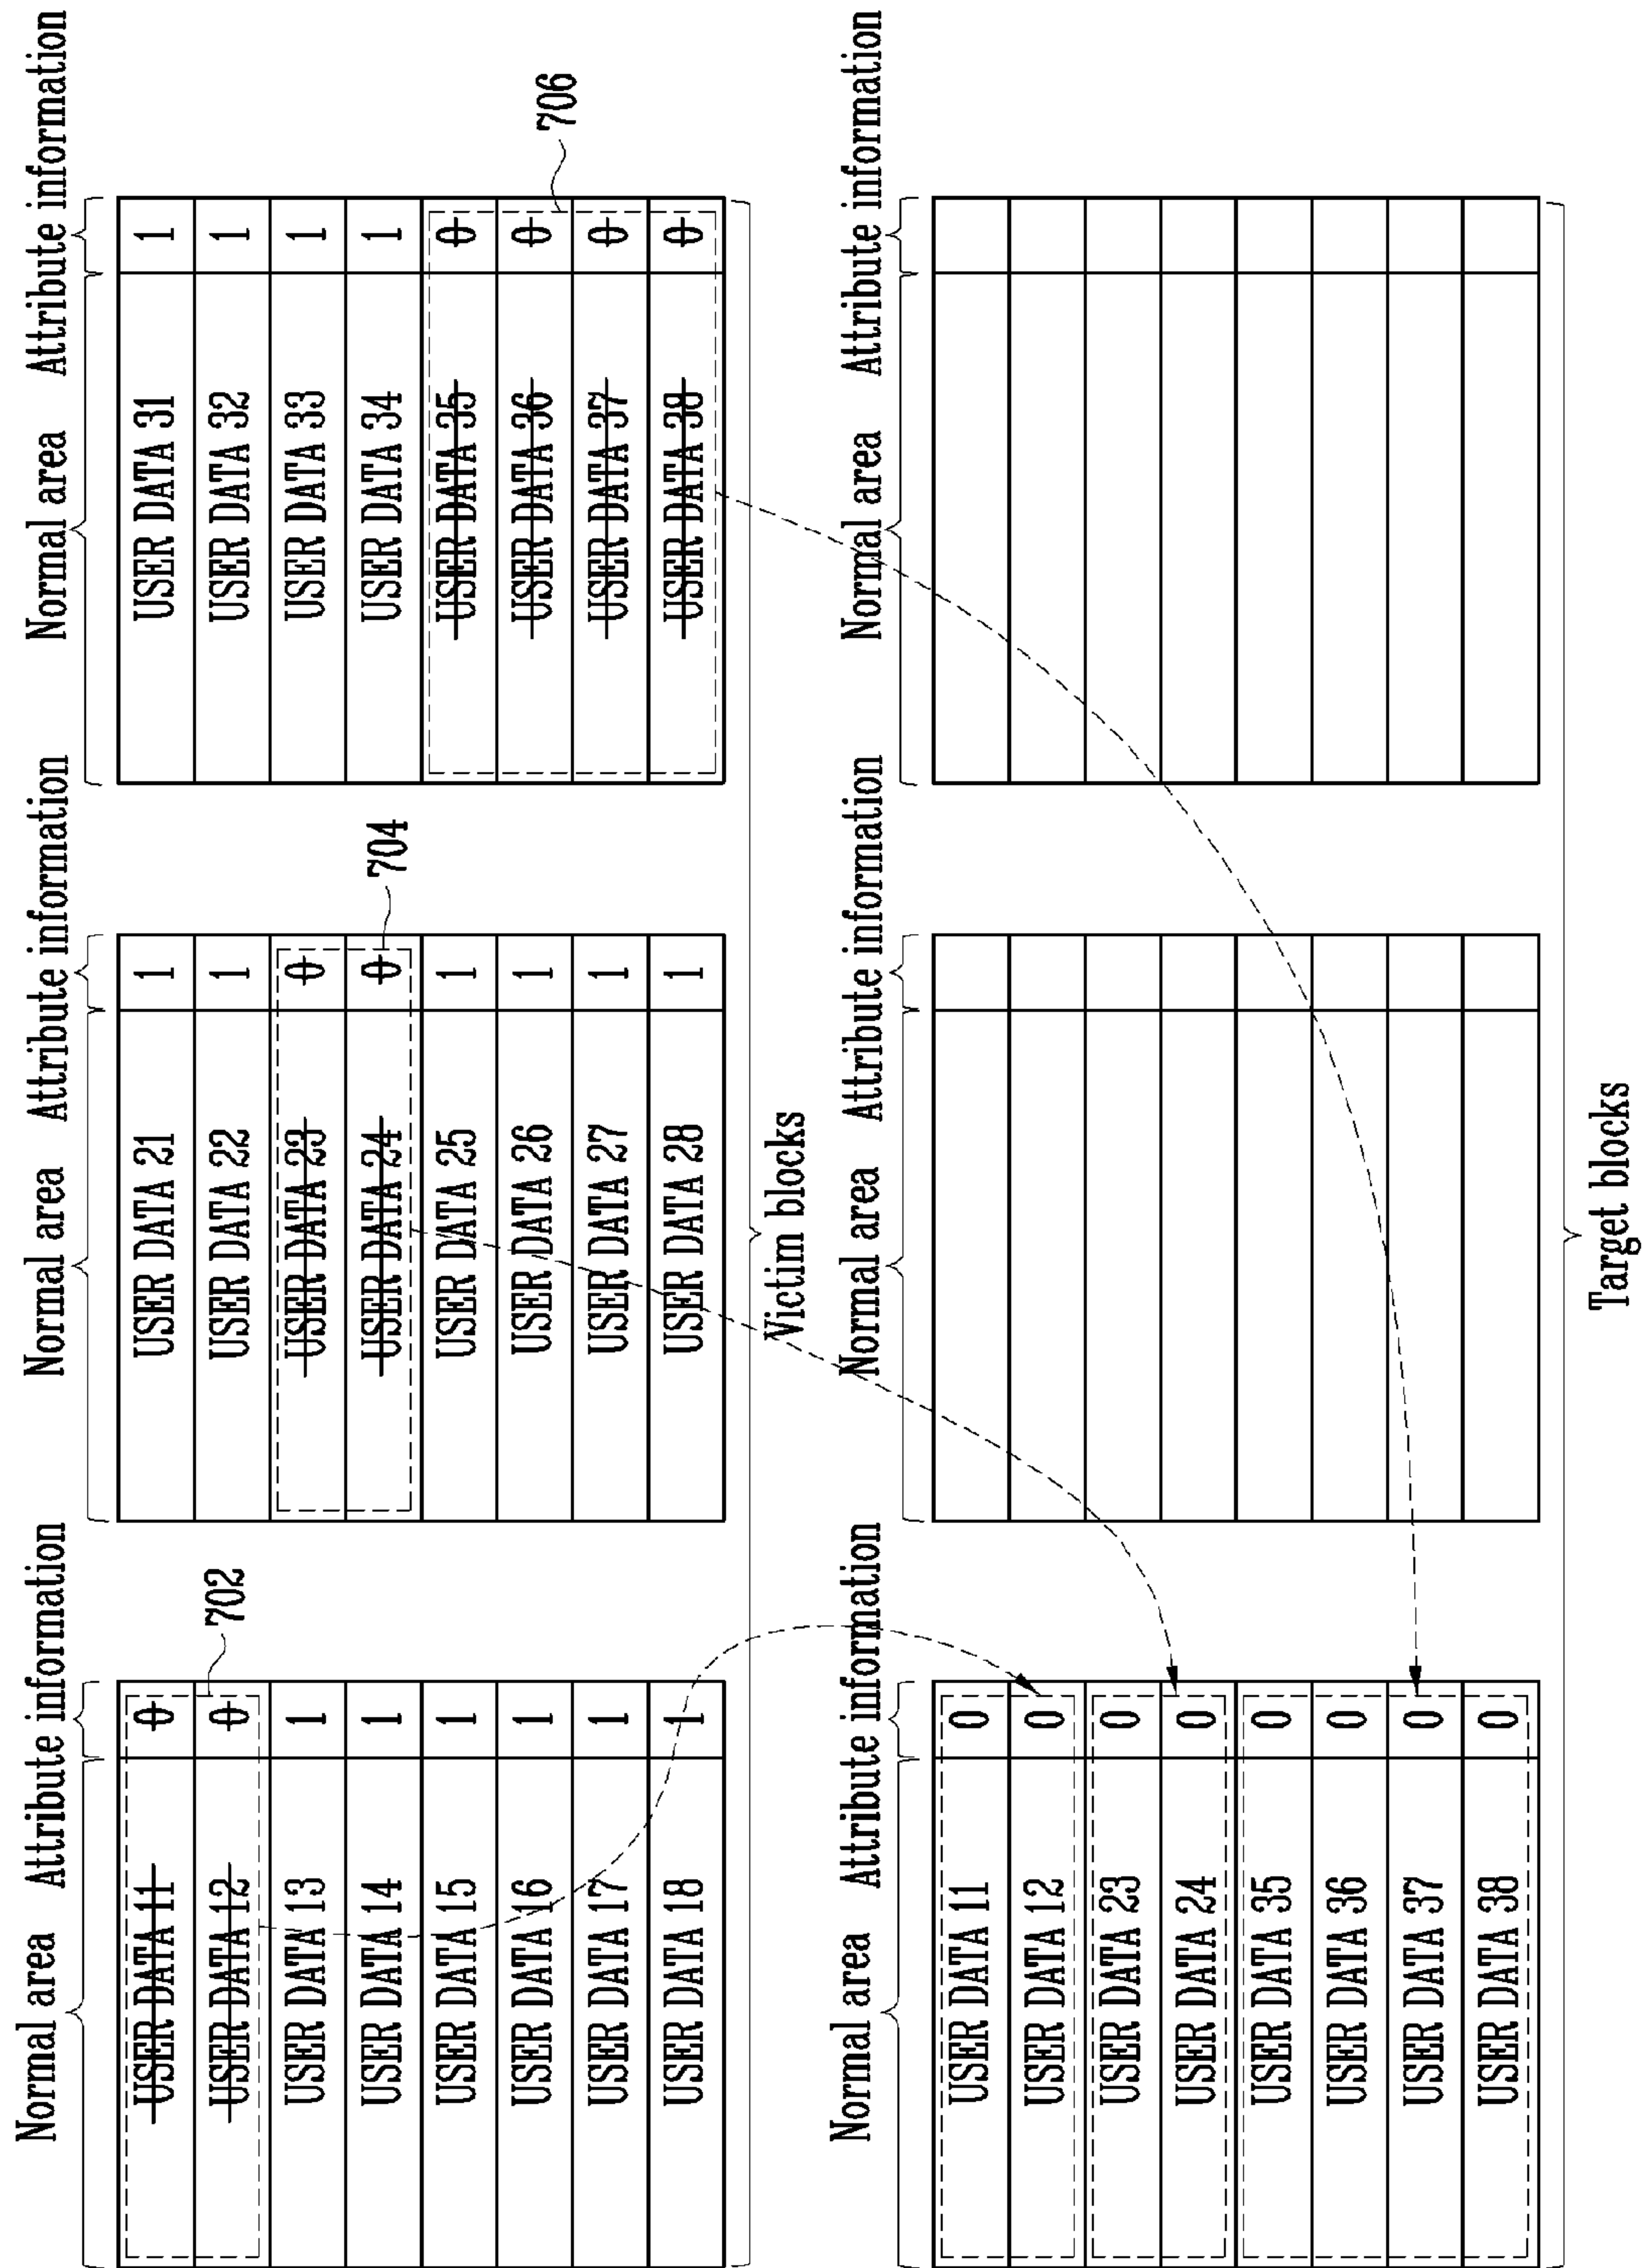 Normal area Attribute information
USER DATA 11 0
USER DATA 12 0
USER DATA 13 1
USER DATA 14 1
USER DATA 15 1
USER DATA 16 1
USER DATA 17 1
USER DATA 18 1
702
Normal area Attribute information
USER DATA 21 1
USER DATA 22 1
USER DATA 23 0
USER DATA 24 0
USER DATA 25 1
USER DATA 26 1
USER DATA 27 1
USER DATA 28 1
704
Normal area Attribute information
USER DATA 31 1
USER DATA 32 1
USER DATA 33 1
USER DATA 34 1
USER DATA 35 0
USER DATA 36 0
USER DATA 37 0
USER DATA 38 0
706
Victim blocks
Normal area Attribute information
USER DATA 11 0
USER DATA 12 0
USER DATA 23 0
USER DATA 24 0
USER DATA 35 0
USER DATA 36 0
USER DATA 37 0
USER DATA 38 0
Normal area Attribute information
Normal area Attribute information
Target blocks